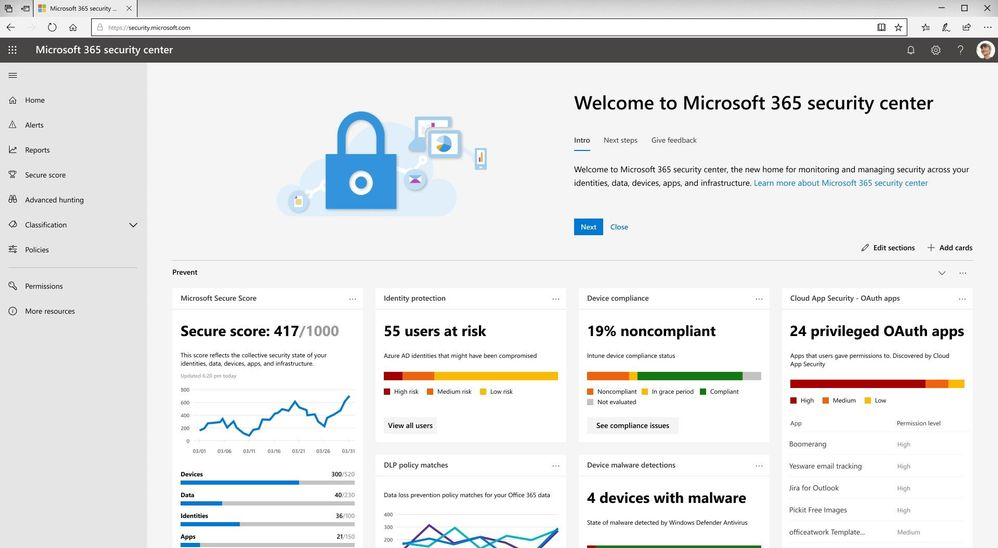 Microsoft 365 security
https://security.microsoft.com
Microsoft 365 security center
Home
Alerts
Reports
Secure score
Advanced hunting
Classification
Policies
Permissions
More resources
Welcome to Microsoft 365 security center
Intro Next steps Give feedback
Welcome to Microsoft 365 security center, the new home for monitoring and managing security across your
identities, data, devices, apps, and infrastructure. Learn more about Microsoft 365 security center
Next Close
Edit sections Add cards
Prevent
Microsoft Secure Score ...
Secure score: 417/1000
This score reflects the collective security state of your
identities, data, devices, apps, and infrastructure.
Updated 6:20 pm today
800
600
400
200
0
03/01 03/06 03/11 03/16 03/21 03/26 03/31
Devices 300/520
Data 40/230
Identities 36/100
Apps 21/150
Identity protection ...
55 users at risk
Azure AD identities that might have been compromised
High risk Medium risk Low risk
View all users
DLP policy matches ...
Data loss prevention policy matches for your Office 365 data
400
300
200
Device compliance ...
19% noncompliant
Intune device compliance status
Noncompliant In grace period Compliant
Not evaluated
See compliance issues
Device malware detections ...
4 devices with malware
State of malware detected by Windows Defender Antivirus
Cloud App Security - OAuth apps ...
24 privileged OAuth apps
Apps that users gave permissions to. Discovered by Cloud
App Security
High Medium Low
App Permission level
Boomerang High
Yesware email tracking High
Jira for Outlook High
Pickit Free Images High
officeatwork Template... Medium